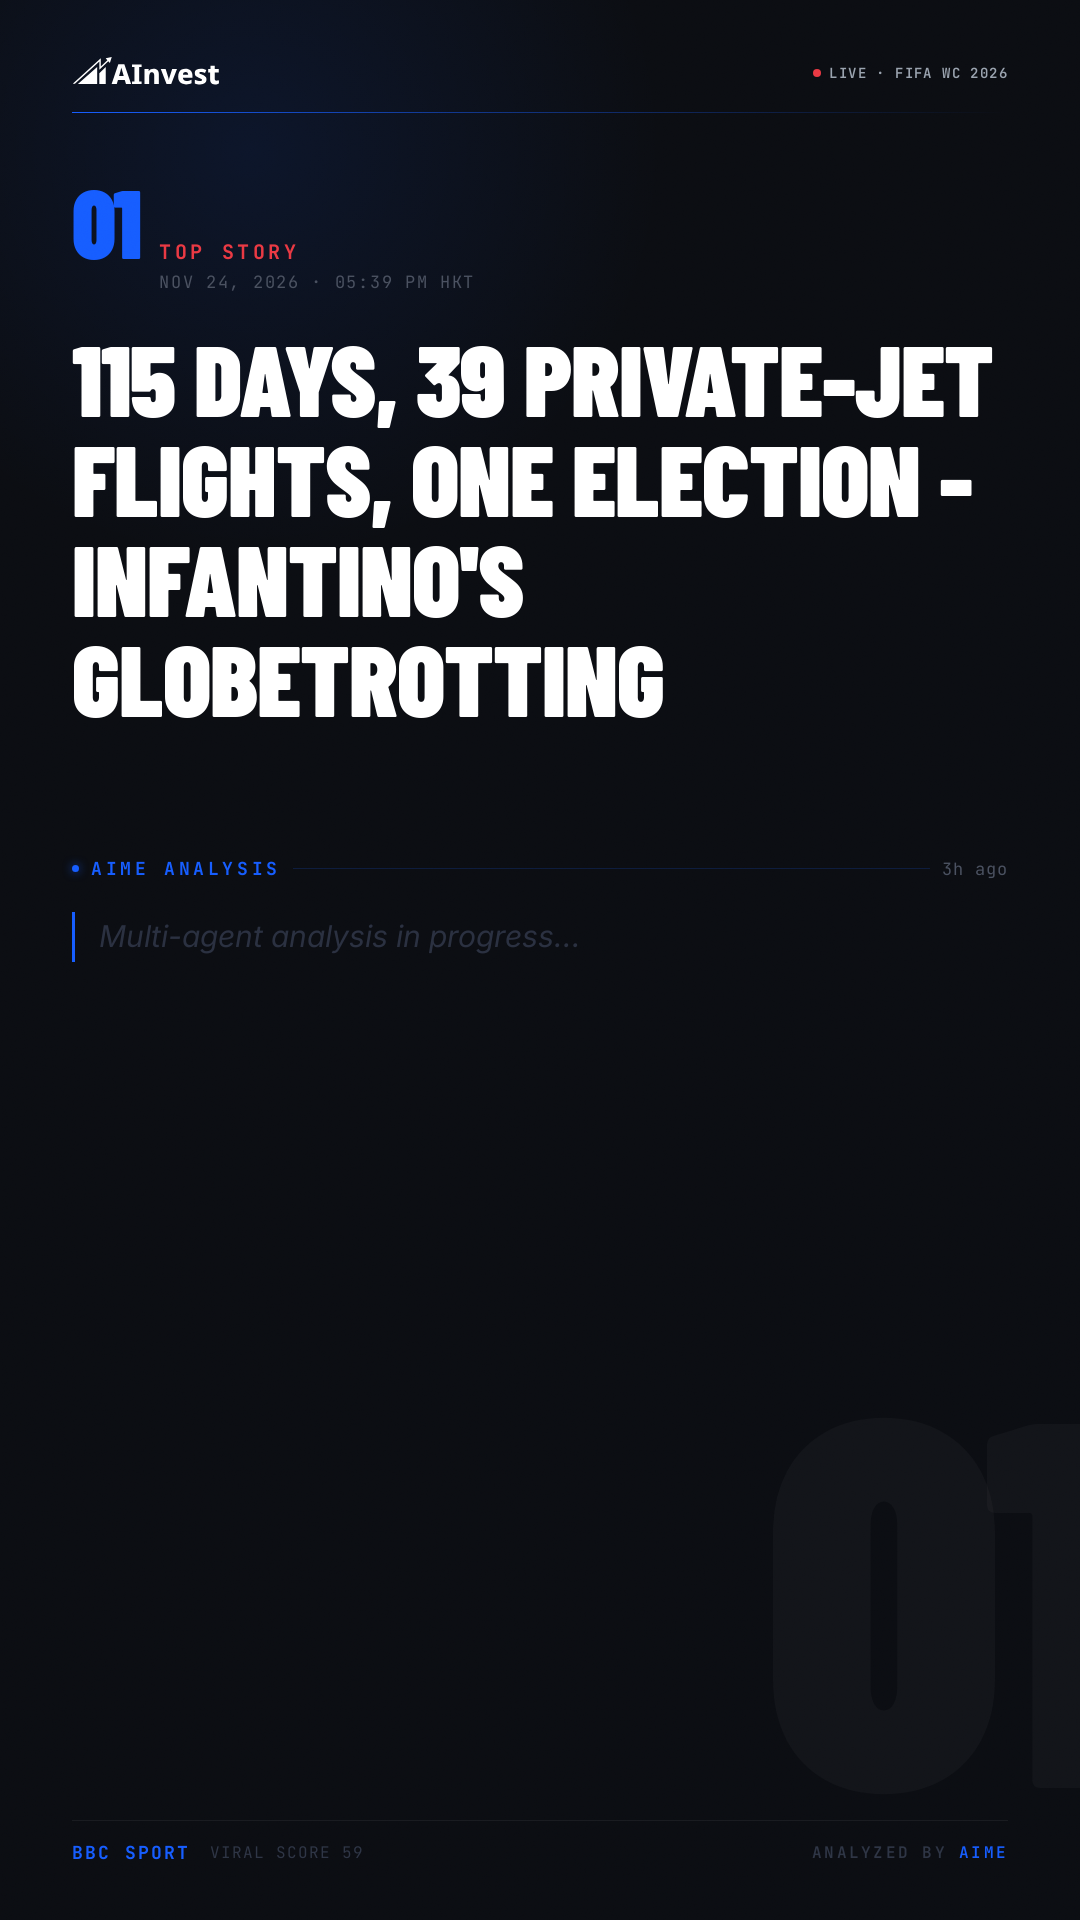 AInvest
LIVE · FIFA WC 2026
01
TOP STORY
NOV 24, 2026 · 05:39 PM HKT
115 DAYS, 39 PRIVATE-JET
FLIGHTS, ONE ELECTION -
INFANTINO'S
GLOBETROTTING
AIME ANALYSIS
3h ago
Multi-agent analysis in progress...
01
BBC SPORT VIRAL SCORE 59
ANALYZED BY AIME